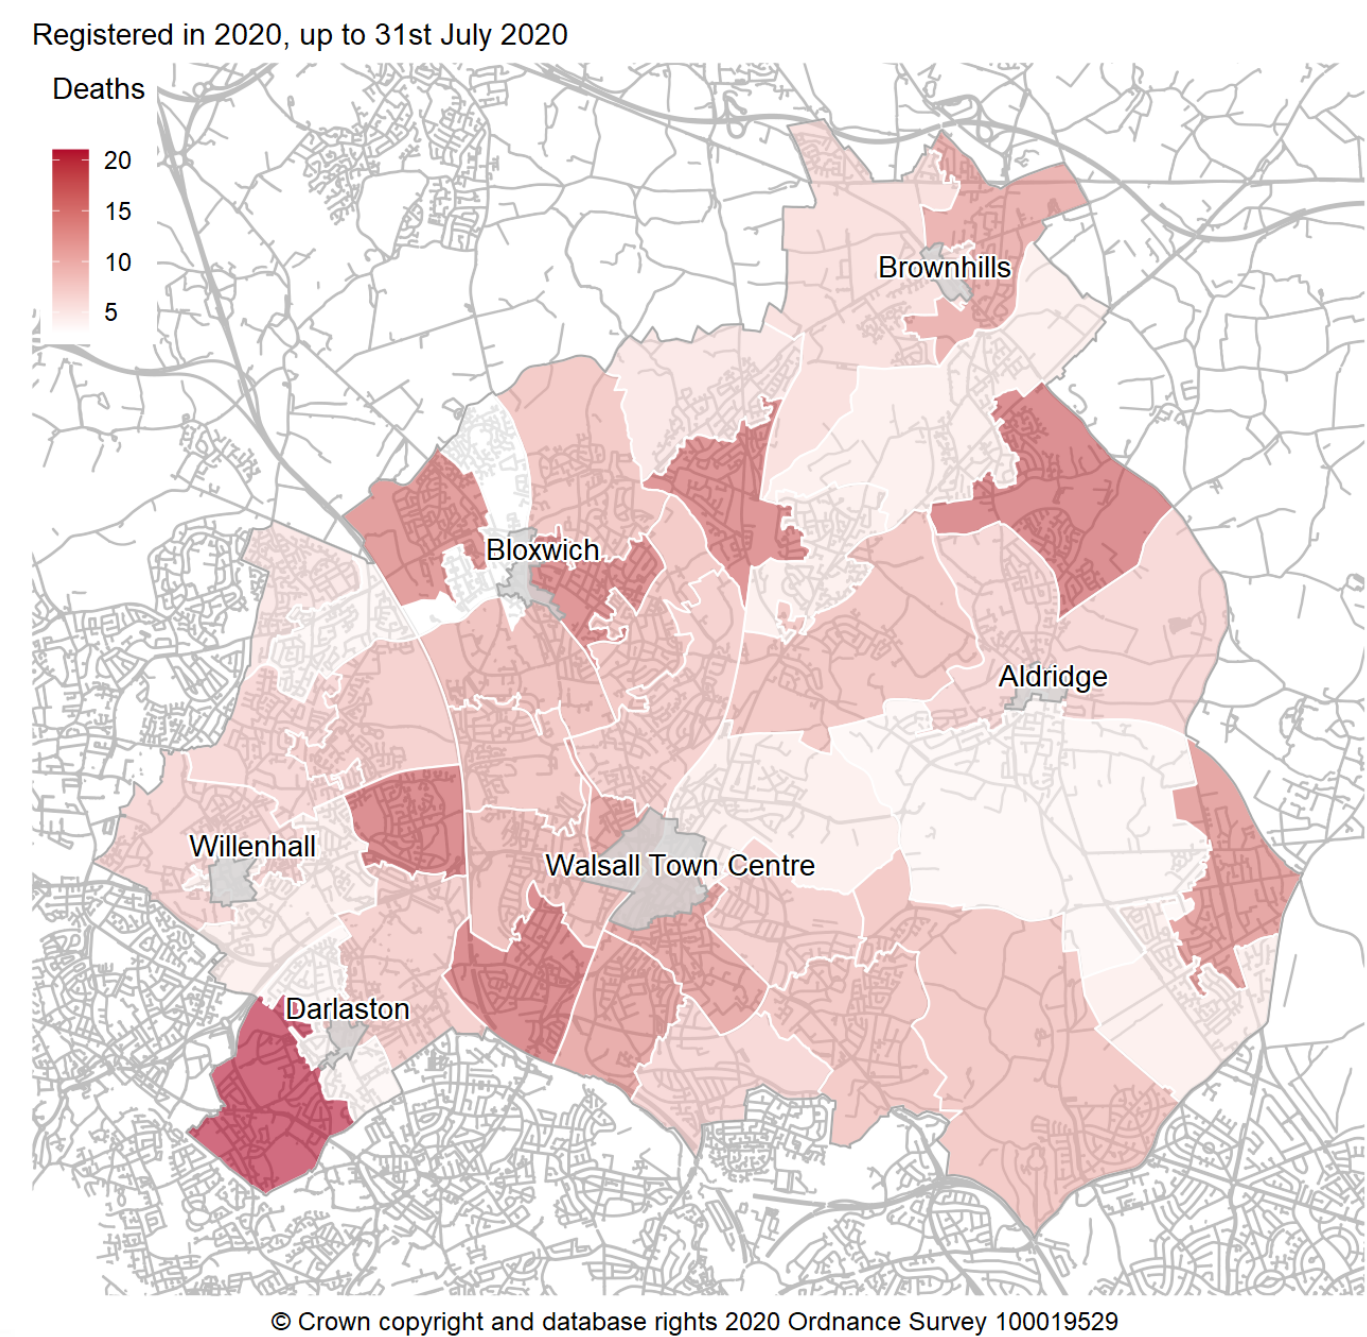 Registered in 2020, up to 31st July 2020
Deaths
20
15
10
5
Brownhills
Bloxwich
Aldridge
Willenhall
Walsall Town Centre
Darlaston
© Crown copyright and database rights 2020 Ordnance Survey 100019529